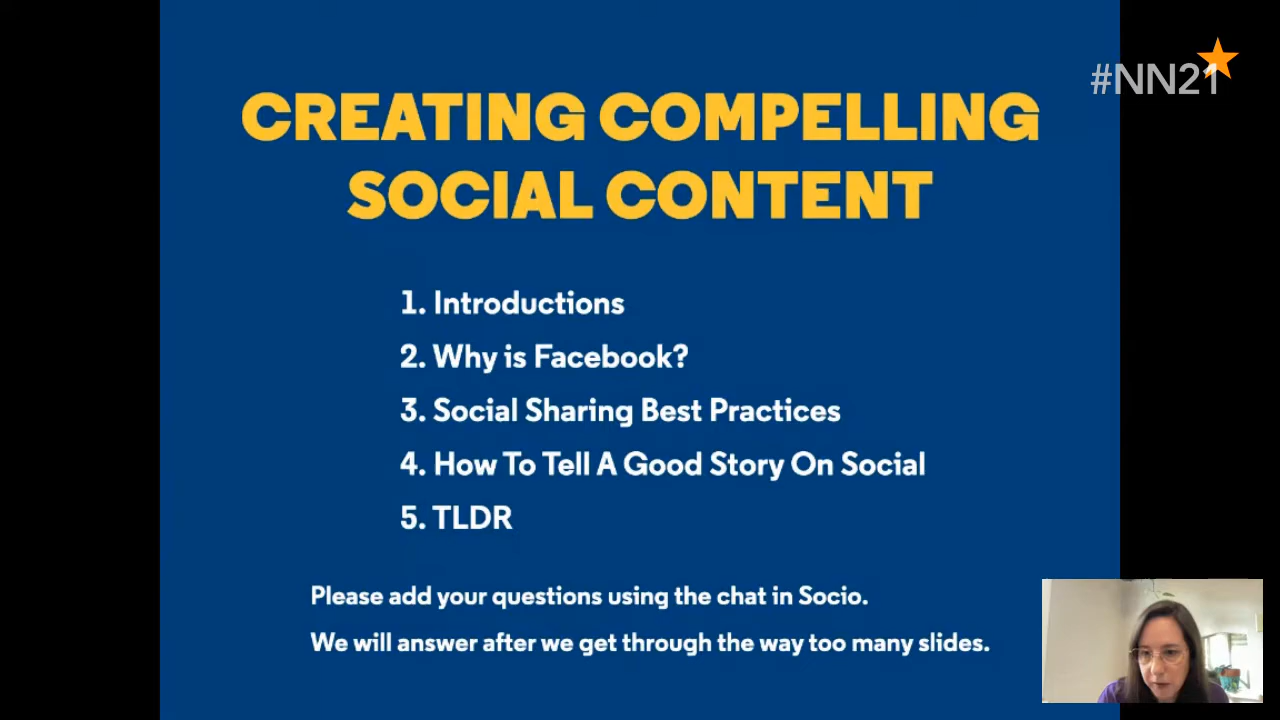 #NN21
CREATING COMPELLING
SOCIAL CONTENT
1. Introductions
2. Why is Facebook?
3. Social Sharing Best Practices
4. How To Tell A Good Story On Social
5. TLDR
Please add your questions using the chat in Socio.
We will answer after we get through the way too many slides.